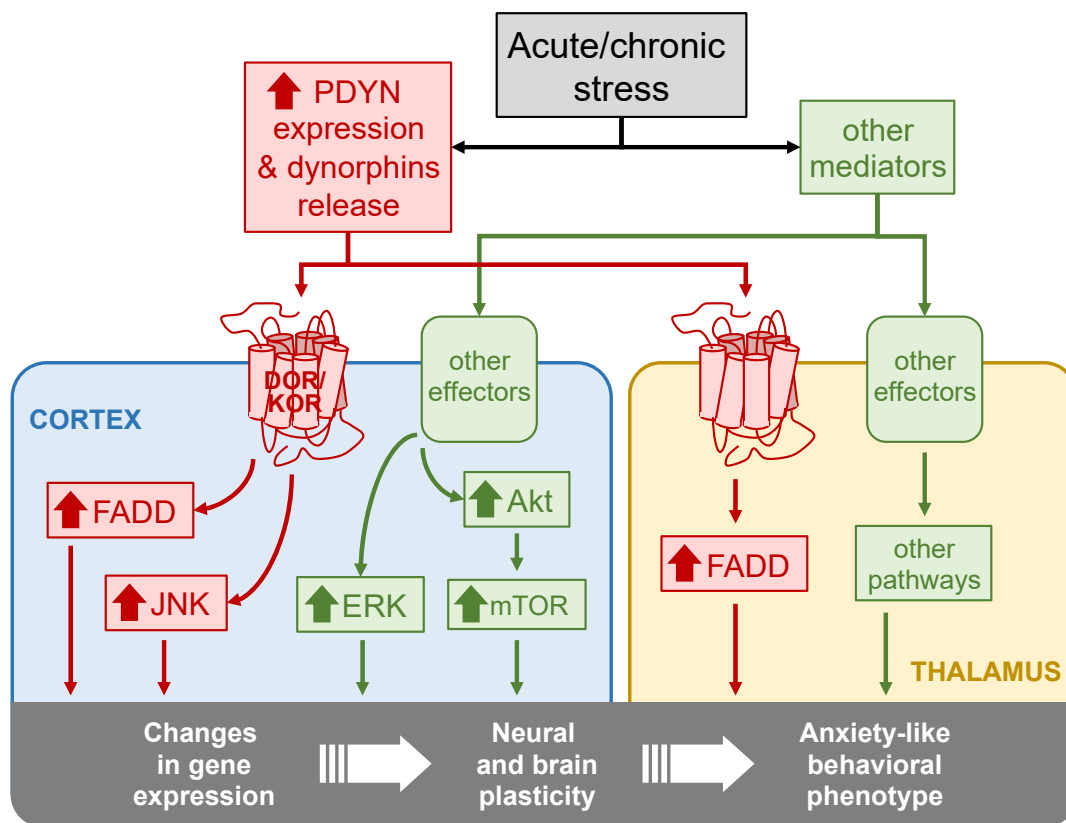 Acute/chronic
stress
PDYN
expression
& dynorphins
release
other
mediators
DOR/
KOR
other
effectors
other
effectors
CORTEX
FADD
JNK
ERK
Akt
mTOR
FADD
other
pathways
THALAMUS
Changes
in gene
expression
Neural
and brain
plasticity
Anxiety-like
behavioral
phenotype